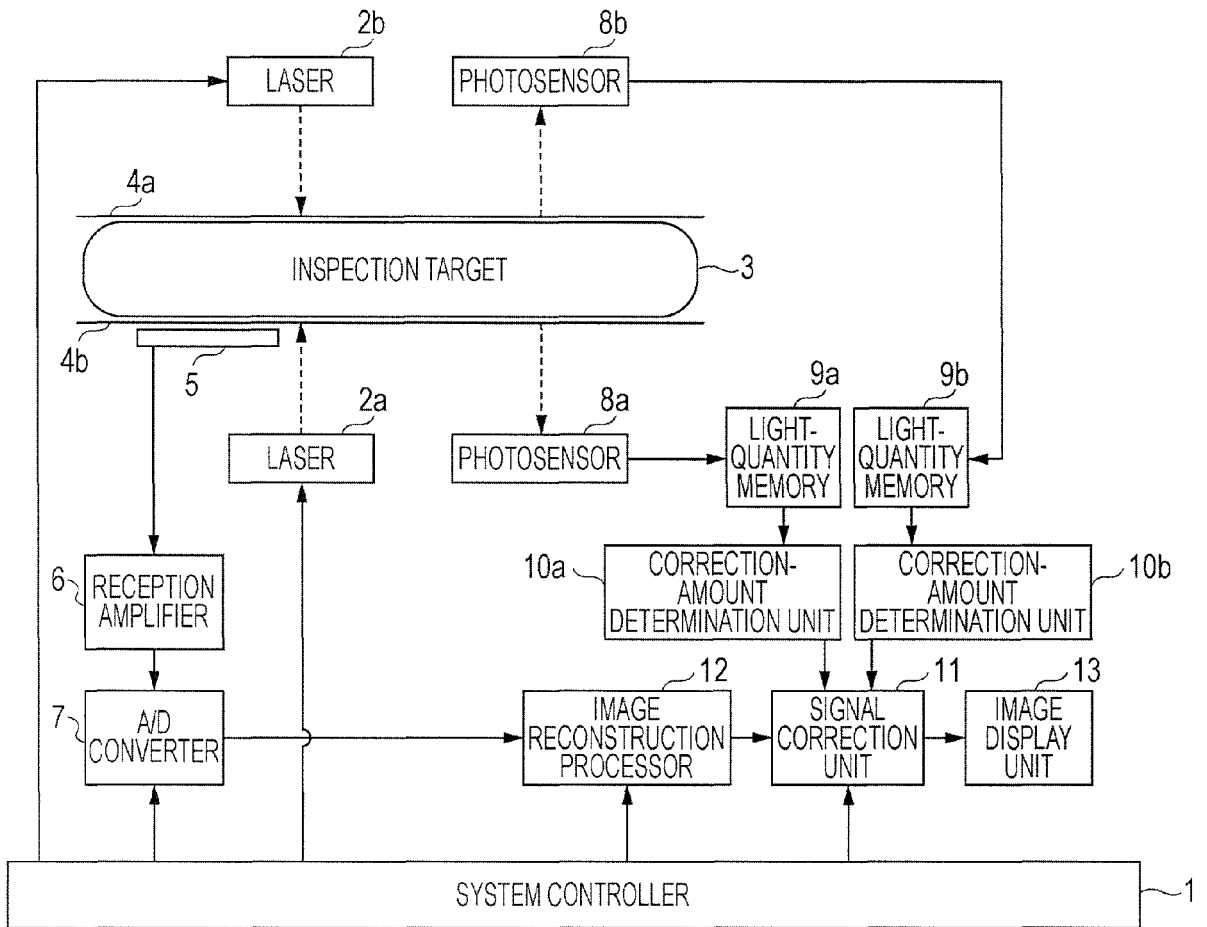 2b
8b
LASER
PHOTOSENSOR
4a
INSPECTION TARGET
3
4b
5
2a
8a
9a
9b
LASER
PHOTOSENSOR
LIGHT-
QUANTITY
MEMORY
LIGHT-
QUANTITY
MEMORY
6
RECEPTION
AMPLIFIER
10a
CORRECTION-
AMOUNT
DETERMINATION UNIT
CORRECTION-
AMOUNT
DETERMINATION UNIT
10b
12
11
13
7
A/D
CONVERTER
IMAGE
RECONSTRUCTION
PROCESSOR
SIGNAL
CORRECTION
UNIT
IMAGE
DISPLAY
UNIT
SYSTEM CONTROLLER
1